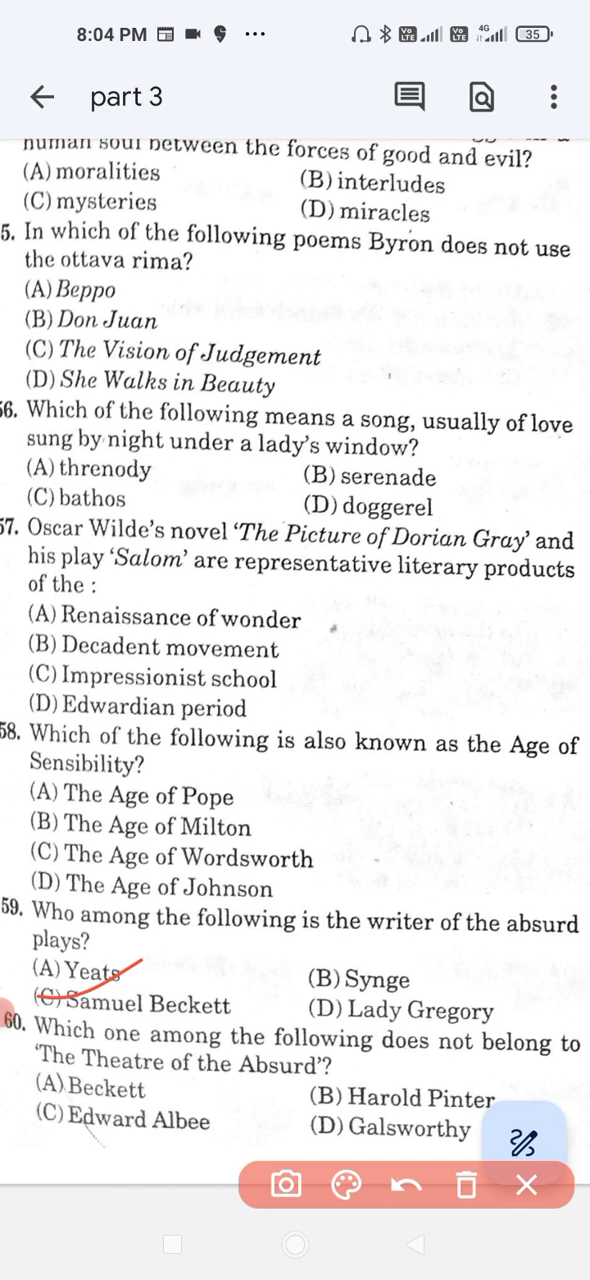 8:04 PM
4G
35
part 3
human soul between the forces of good and evil?
(A) moralities (B) interludes
(C) mysteries (D) miracles
5. In which of the following poems Byron does not use
the ottava rima?
(A) Beppo
(B) Don Juan
(C) The Vision of Judgement
(D) She Walks in Beauty
56. Which of the following means a song, usually of love
sung by night under a lady's window?
(A) threnody (B) serenade
(C) bathos (D) doggerel
57. Oscar Wilde's novel 'The Picture of Dorian Gray' and
his play 'Salom' are representative literary products
of the :
(A) Renaissance of wonder
(B) Decadent movement
(C) Impressionist school
(D) Edwardian period
58. Which of the following is also known as the Age of
Sensibility?
(A) The Age of Pope
(B) The Age of Milton
(C) The Age of Wordsworth
(D) The Age of Johnson
59. Who among the following is the writer of the absurd
plays?
(A) Yeats (B) Synge
(C) Samuel Beckett (D) Lady Gregory
60. Which one among the following does not belong to
'The Theatre of the Absurd'?
(A) Beckett (B) Harold Pinter
(C) Edward Albee (D) Galsworthy